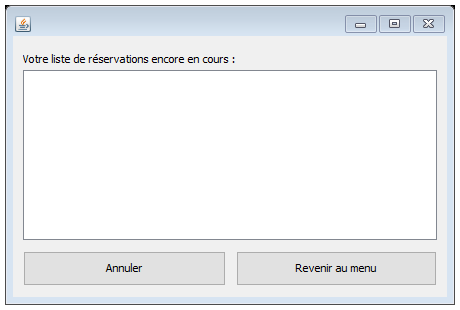 Votre liste de réservations encore en cours :
Annuler
Revenir au menu